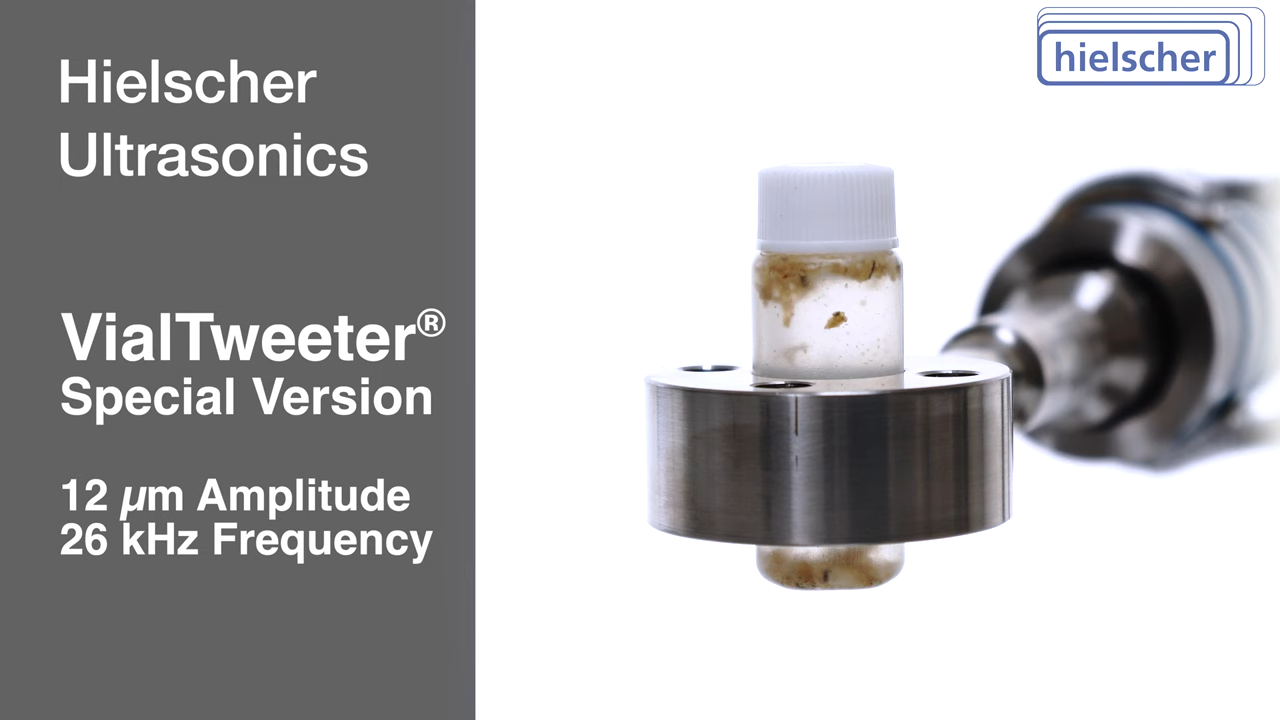 Hielscher
Ultrasonics
VialTweeter®
Special Version
12 µm Amplitude
26 kHz Frequency
hielscher